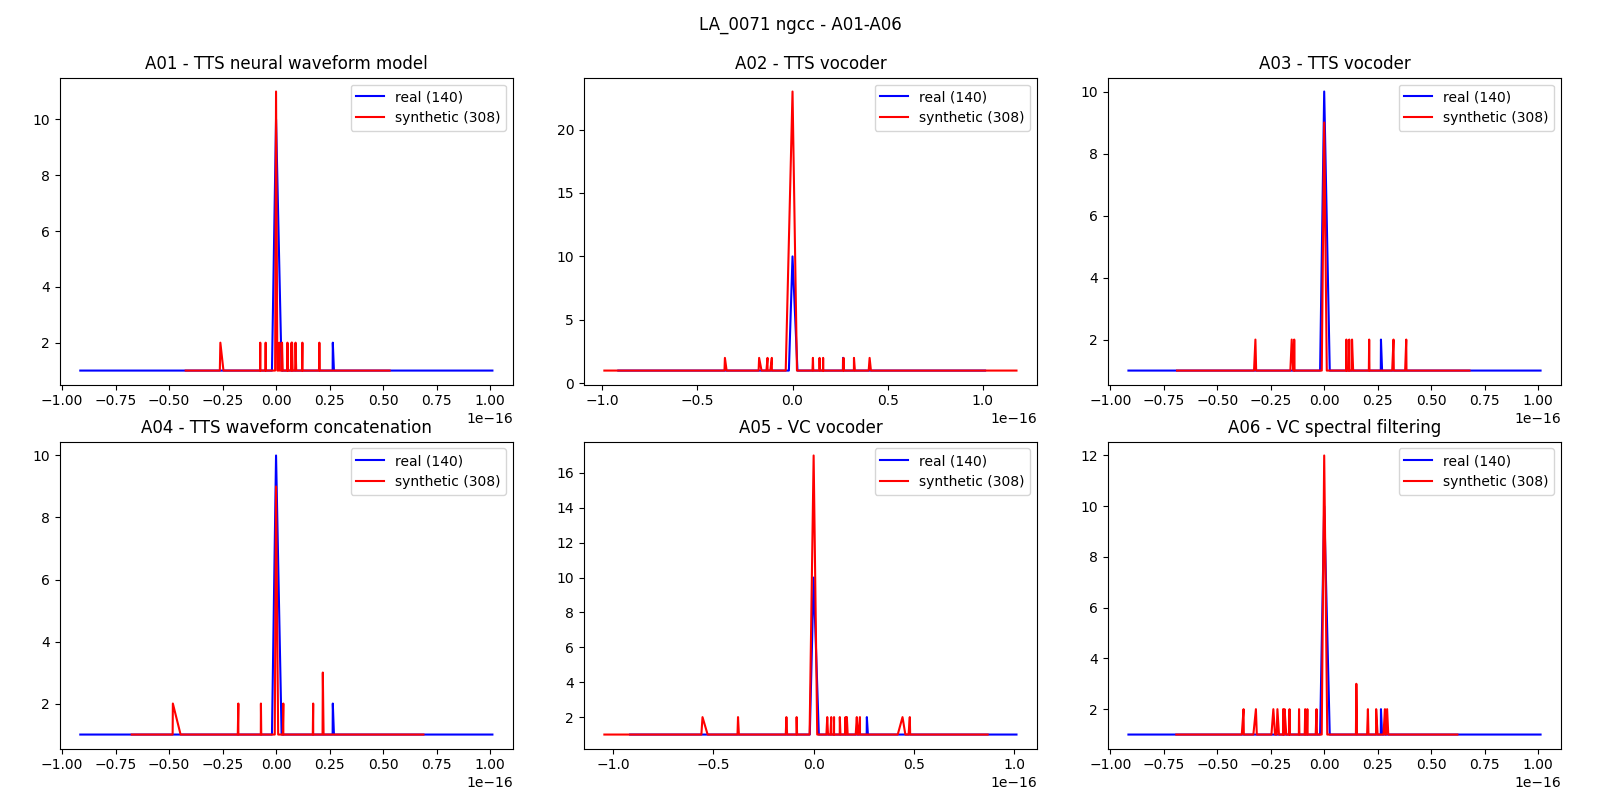 LA_0071 ngcc - A01-A06
A01 - TTS neural waveform model
real (140)
synthetic (308)
10
8
6
4
2
−1.00 −0.75 −0.50 −0.25 0.00 0.25 0.50 0.75 1.00
1e−16
A02 - TTS vocoder
real (140)
synthetic (308)
20
15
10
5
0
−1.0 −0.5 0.0 0.5 1.0
1e−16
A03 - TTS vocoder
real (140)
synthetic (308)
10
8
6
4
2
−1.00 −0.75 −0.50 −0.25 0.00 0.25 0.50 0.75 1.00
1e−16
A04 - TTS waveform concatenation
real (140)
synthetic (308)
10
8
6
4
2
−1.00 −0.75 −0.50 −0.25 0.00 0.25 0.50 0.75 1.00
1e−16
A05 - VC vocoder
real (140)
synthetic (308)
16
14
12
10
8
6
4
2
−1.0 −0.5 0.0 0.5 1.0
1e−16
A06 - VC spectral filtering
real (140)
synthetic (308)
12
10
8
6
4
2
−1.00 −0.75 −0.50 −0.25 0.00 0.25 0.50 0.75 1.00
1e−16